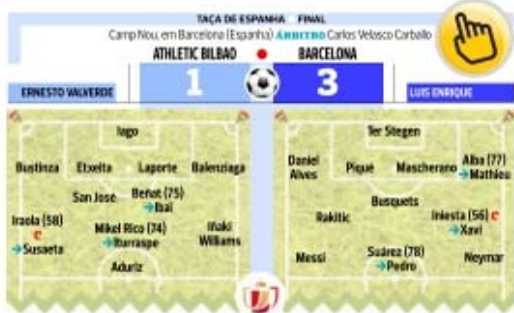 TAÇA DE ESPANHA FINAL
Camp Nou, em Barcelona (Espanha) ÁRBITRO Carlos Velasco Carballo
ATHLETIC BILBAO BARCELONA
1 3
ERNESTO VALVERDE LUIS ENRIQUE
Iago
Bustinza Etxeita Laporte Balenziaga
San José Beñat (75)
➔Ibai
Iraola (58)
C
➔Susaeta
Mikel Rico (74)
➔Iturraspe
Iñaki
Williams
Aduriz
Ter Stegen
Daniel
Alves
Piqué Mascherano Alba (77)
➔Mathieu
Busquets
Rakitic Iniesta (56) C
➔Xavi
Messi Suárez (78)
➔Pedro
Neymar